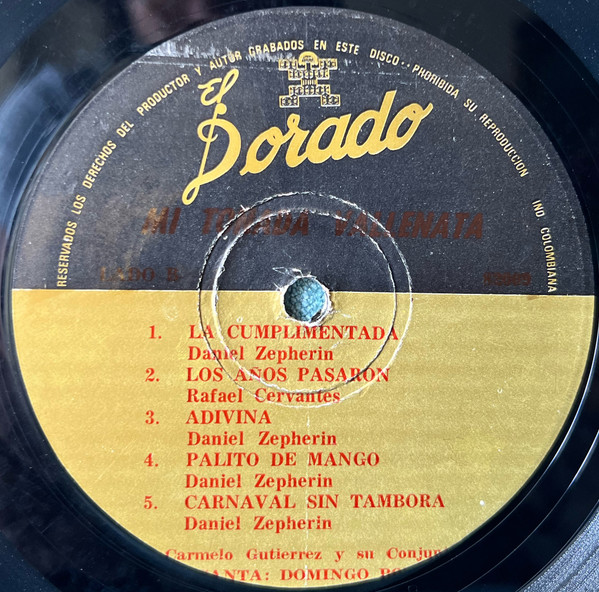 RESERVADOS LOS DERECHOS DEL PRODUCTOR Y AUTOR GRABADOS EN ESTE DISCO·· PHORIBIDA SU REPRODUCCION IND COLOMBIANA
El Dorado
MI TONADA VALLENATA
LADO B
1. LA CUMPLIMENTADA
Daniel Zepherin
2. LOS AÑOS PASARON
Rafael Cervantes
3. ADIVINA
Daniel Zepherin
4. PALITO DE MANGO
Daniel Zepherin
5. CARNAVAL SIN TAMBORA
Daniel Zepherin
Carmelo Gutierrez y su
DOMINGO